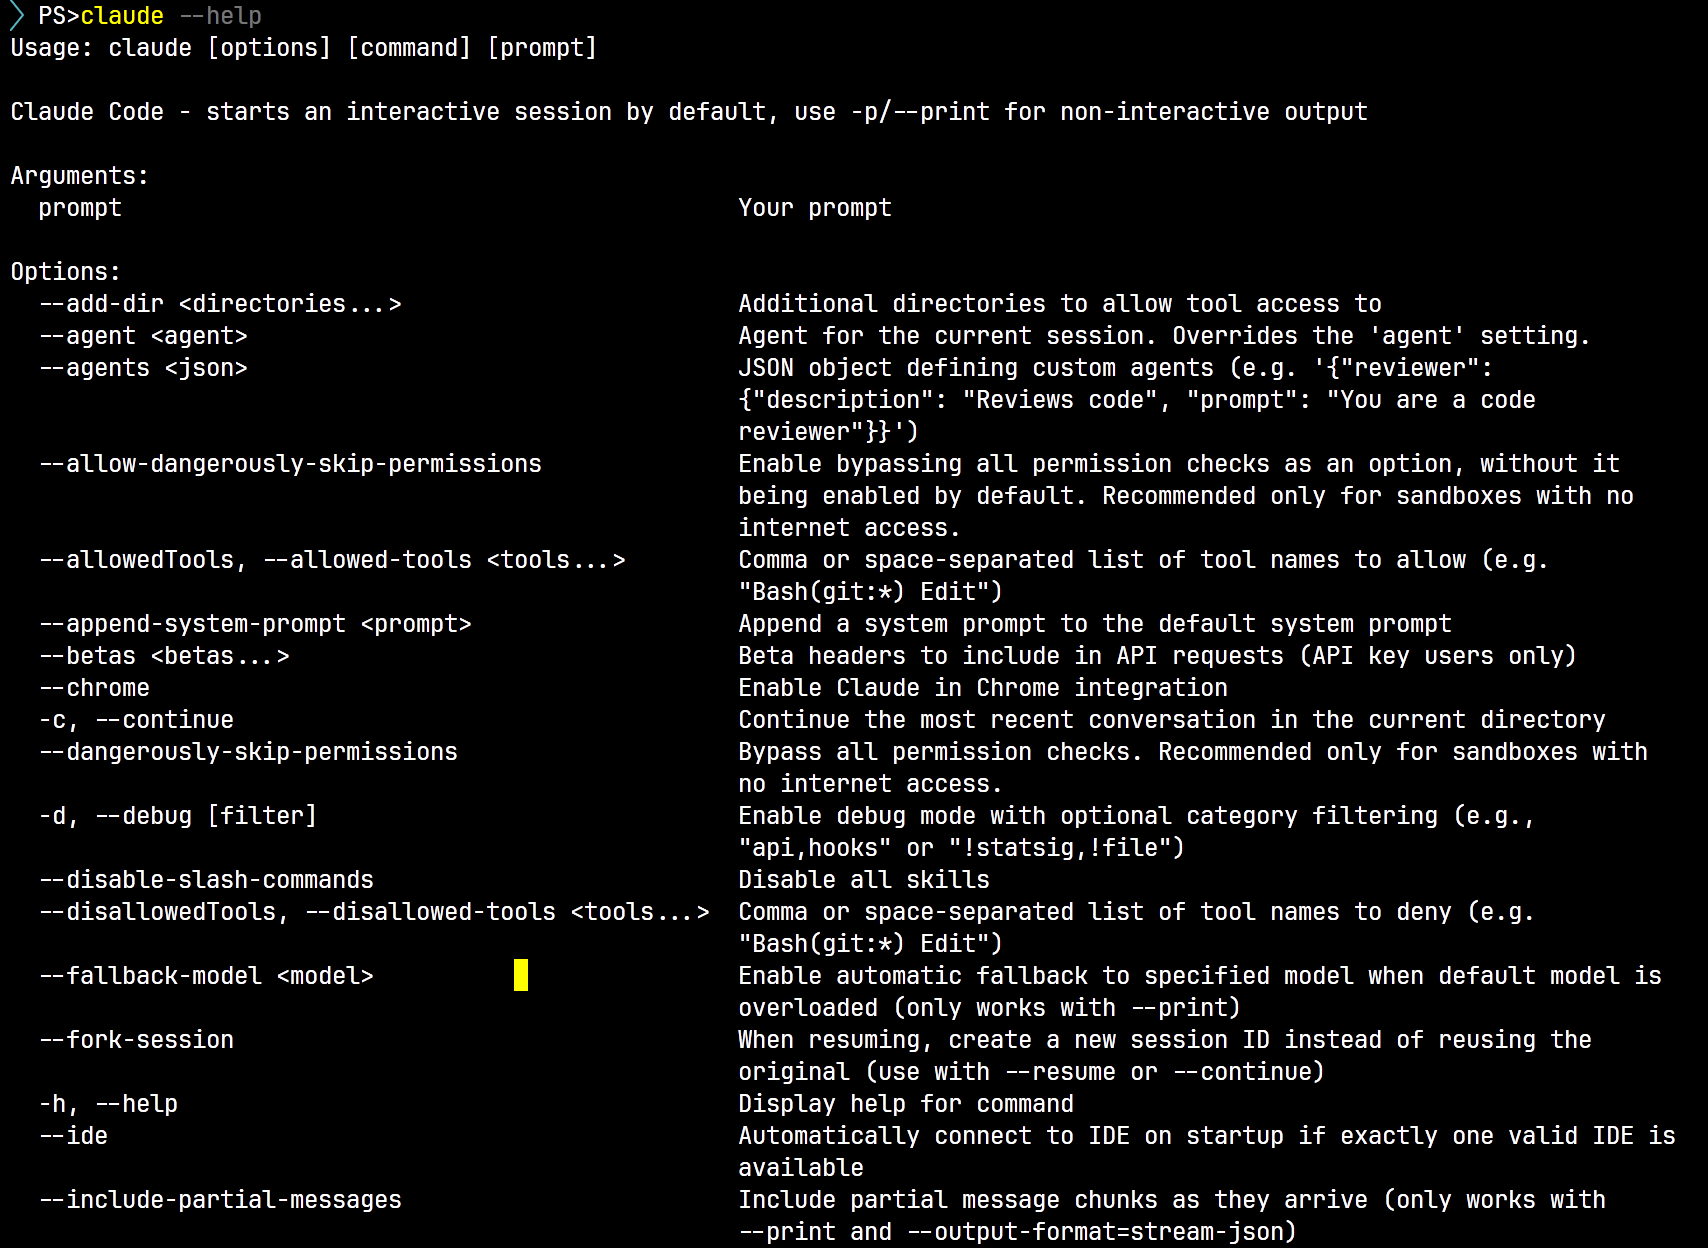 PS>claude --help
Usage: claude [options] [command] [prompt]
Claude Code - starts an interactive session by default, use -p/--print for non-interactive output
Arguments:
  prompt                                            Your prompt
Options:
  --add-dir <directories...>                        Additional directories to allow tool access to
  --agent <agent>                                   Agent for the current session. Overrides the 'agent' setting.
  --agents <json>                                   JSON object defining custom agents (e.g. '{"reviewer":
                                                    {"description": "Reviews code", "prompt": "You are a code
                                                    reviewer"}}')
  --allow-dangerously-skip-permissions              Enable bypassing all permission checks as an option, without it
                                                    being enabled by default. Recommended only for sandboxes with no
                                                    internet access.
  --allowedTools, --allowed-tools <tools...>        Comma or space-separated list of tool names to allow (e.g.
                                                    "Bash(git:*) Edit")
  --append-system-prompt <prompt>                   Append a system prompt to the default system prompt
  --betas <betas...>                                Beta headers to include in API requests (API key users only)
  --chrome                                          Enable Claude in Chrome integration
  -c, --continue                                    Continue the most recent conversation in the current directory
  --dangerously-skip-permissions                    Bypass all permission checks. Recommended only for sandboxes with
                                                    no internet access.
  -d, --debug [filter]                              Enable debug mode with optional category filtering (e.g.,
                                                    "api,hooks" or "!statsig,!file")
  --disable-slash-commands                          Disable all skills
  --disallowedTools, --disallowed-tools <tools...>  Comma or space-separated list of tool names to deny (e.g.
                                                    "Bash(git:*) Edit")
  --fallback-model <model>                          Enable automatic fallback to specified model when default model is
                                                    overloaded (only works with --print)
  --fork-session                                    When resuming, create a new session ID instead of reusing the
                                                    original (use with --resume or --continue)
  -h, --help                                        Display help for command
  --ide                                             Automatically connect to IDE on startup if exactly one valid IDE is
                                                    available
  --include-partial-messages                        Include partial message chunks as they arrive (only works with
                                                    --print and --output-format=stream-json)